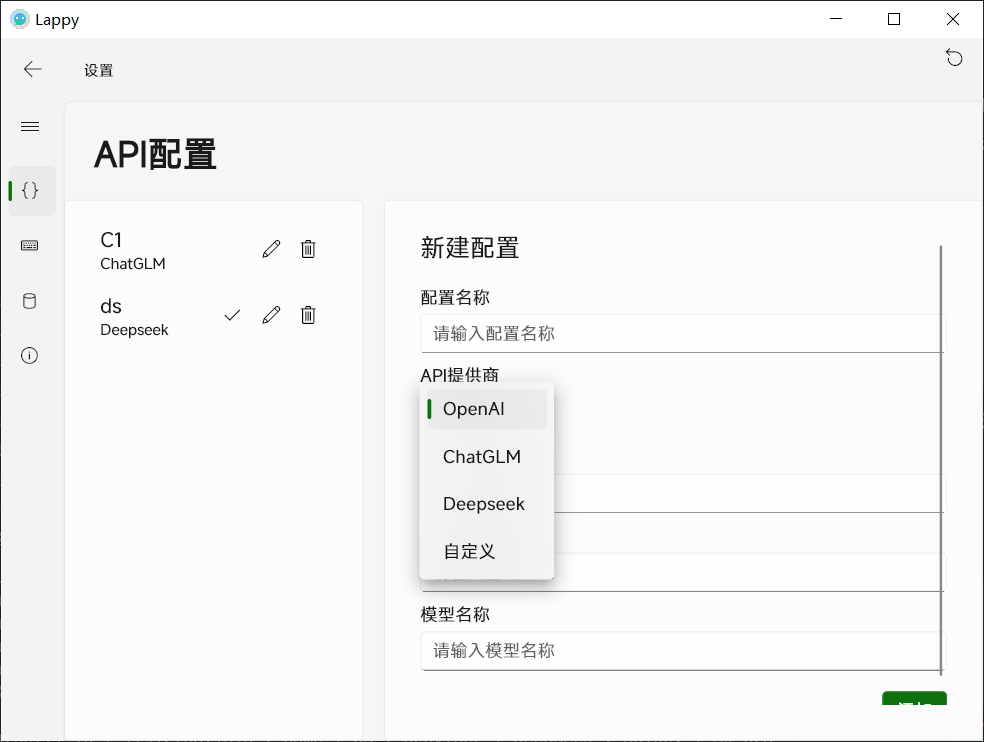 Lappy
设置
API配置
C1
ChatGLM
ds
Deepseek
新建配置
配置名称
请输入配置名称
API提供商
OpenAI
ChatGLM
Deepseek
自定义
模型名称
请输入模型名称